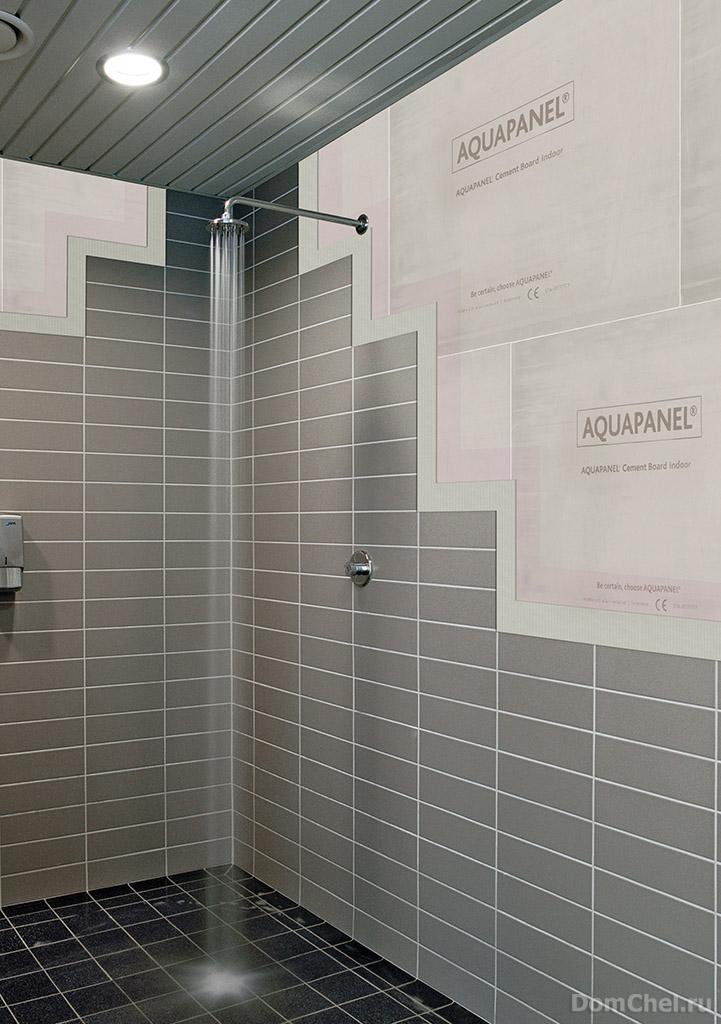 AQUAPANEL®
AQUAPANEL® Cement Board Indoor
Be certain, choose AQUAPANEL®
CE
AQUAPANEL®
AQUAPANEL® Cement Board Indoor
Be certain, choose AQUAPANEL®
CE
DomChel.ru